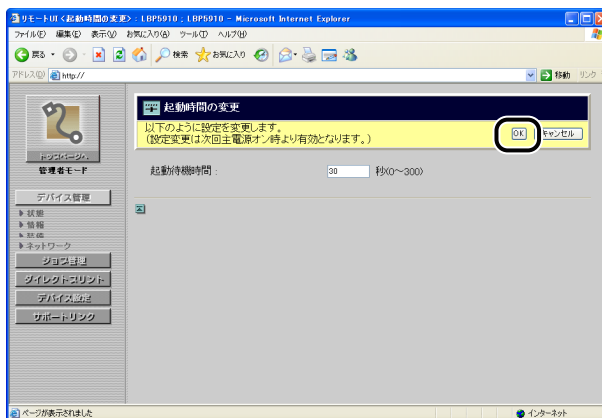 リモートUI <起動時間の変更> : LBP5910 ; LBP5910 - Microsoft Internet Explorer
ファイル(F) 編集(E) 表示(V) お気に入り(A) ツール(T) ヘルプ(H)
戻る 検索 お気に入り
アドレス(D) http:// 移動 リンク
起動時間の変更
以下のように設定を変更します。
(設定変更は次回主電源オン時より有効となります。)
OK キャンセル
トップページへ
管理者モード
起動待機時間 : 30 秒(0～300)
デバイス管理
状態
情報
ネットワーク
ジョブ管理
ダイレクトプリント
デバイス設定
サポートリンク
ページが表示されました インターネット